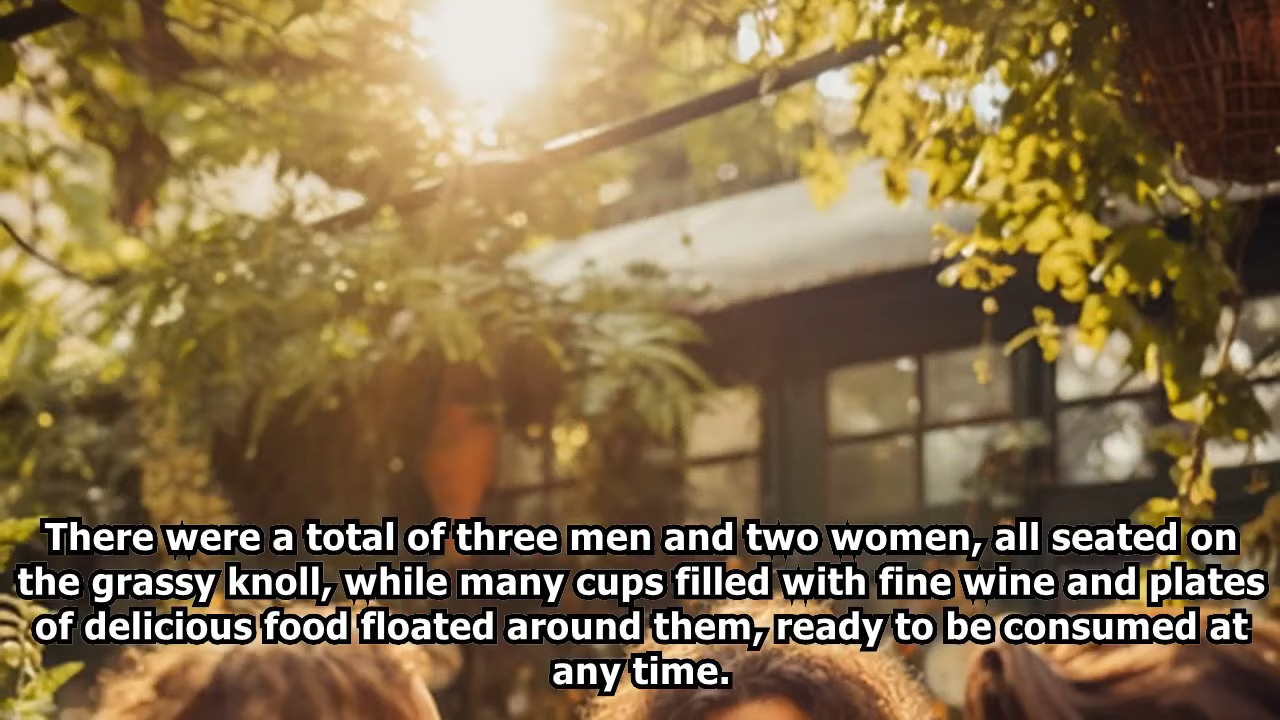 There were a total of three men and two women, all seated on
the grassy knoll, while many cups filled with fine wine and plates
of delicious food floated around them, ready to be consumed at
any time.